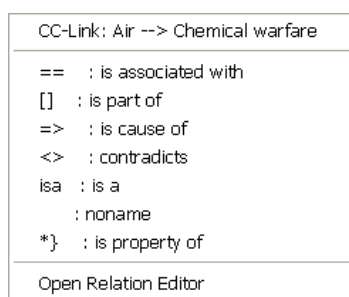 CC-Link: Air --> Chemical warfare
== : is associated with
[] : is part of
=> : is cause of
<> : contradicts
isa : is a
: noname
*} : is property of
Open Relation Editor